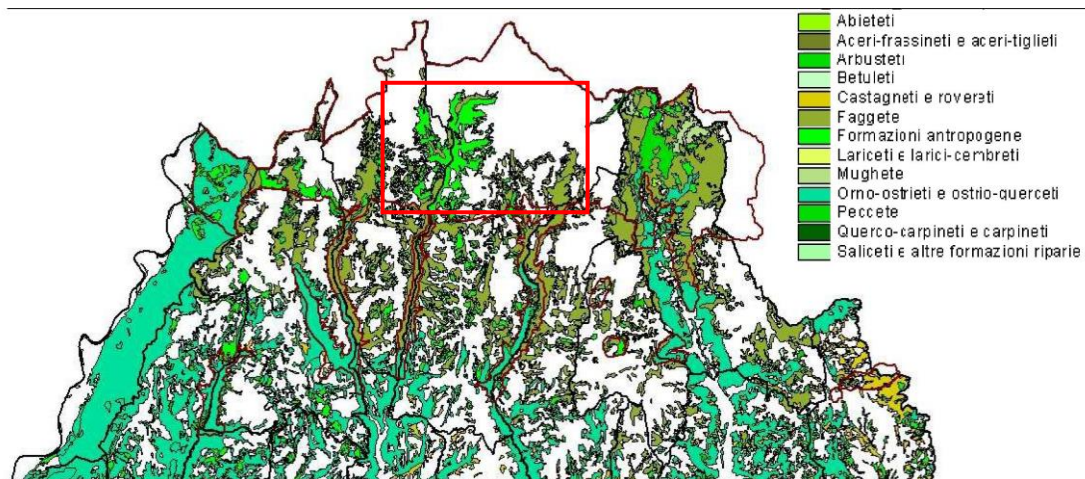 Abieteti
Aceri-frassineti e aceri-tiglieti
Arbusteti
Betuleti
Castagneti e rovereti
Faggete
Formazioni antropogene
Lariceti e larici-cembreti
Mughete
Orno-ostrieti e ostrio-querceti
Peccete
Querco-carpineti e carpineti
Saliceti e altre formazioni riparie